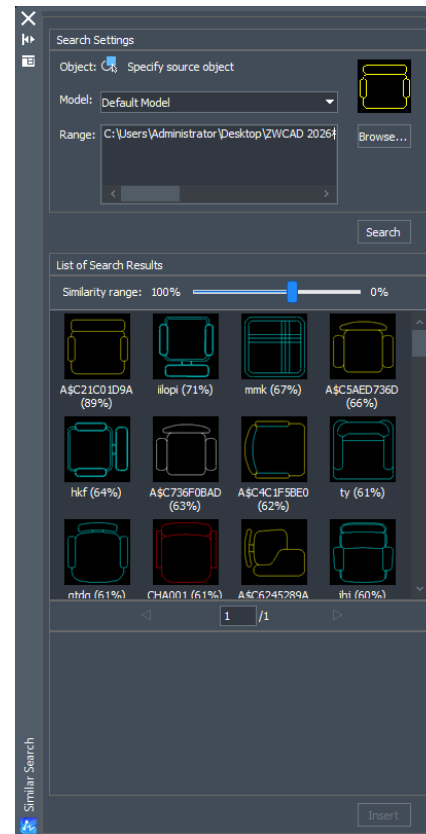 Search Settings
Object: Specify source object
Model: Default Model
Range: C:\Users\Administrator\Desktop\ZWCAD 2026
Browse...
Search
List of Search Results
Similarity range: 100% 0%
A$C21C01D9A (89%)
iilopi (71%)
mmk (67%)
A$C5AED736D (66%)
hkf (64%)
A$C736F0BAD (63%)
A$C4C1F5BE0 (62%)
ty (61%)
CHA001 (61%)
A$C6245289A
1 /1
Insert
Similar Search